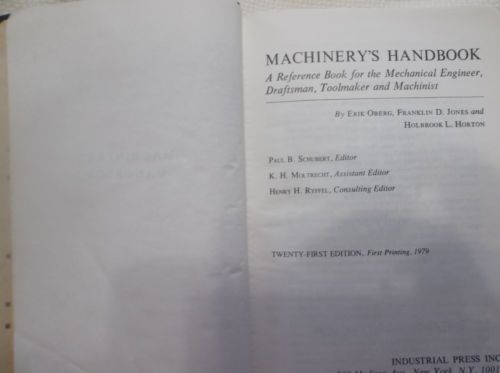 MACHINERY'S HANDBOOK
A Reference Book for the Mechanical Engineer,
Draftsman, Toolmaker and Machinist
By ERIK OBERG, FRANKLIN D. JONES and
HOLBROOK L. HORTON
PAUL B. SCHUBERT, Editor
K. H. MOLTRECHT, Assistant Editor
HENRY H. RYFFEL, Consulting Editor
TWENTY-FIRST EDITION, First Printing, 1979
INDUSTRIAL PRESS INC
New York, N.Y.